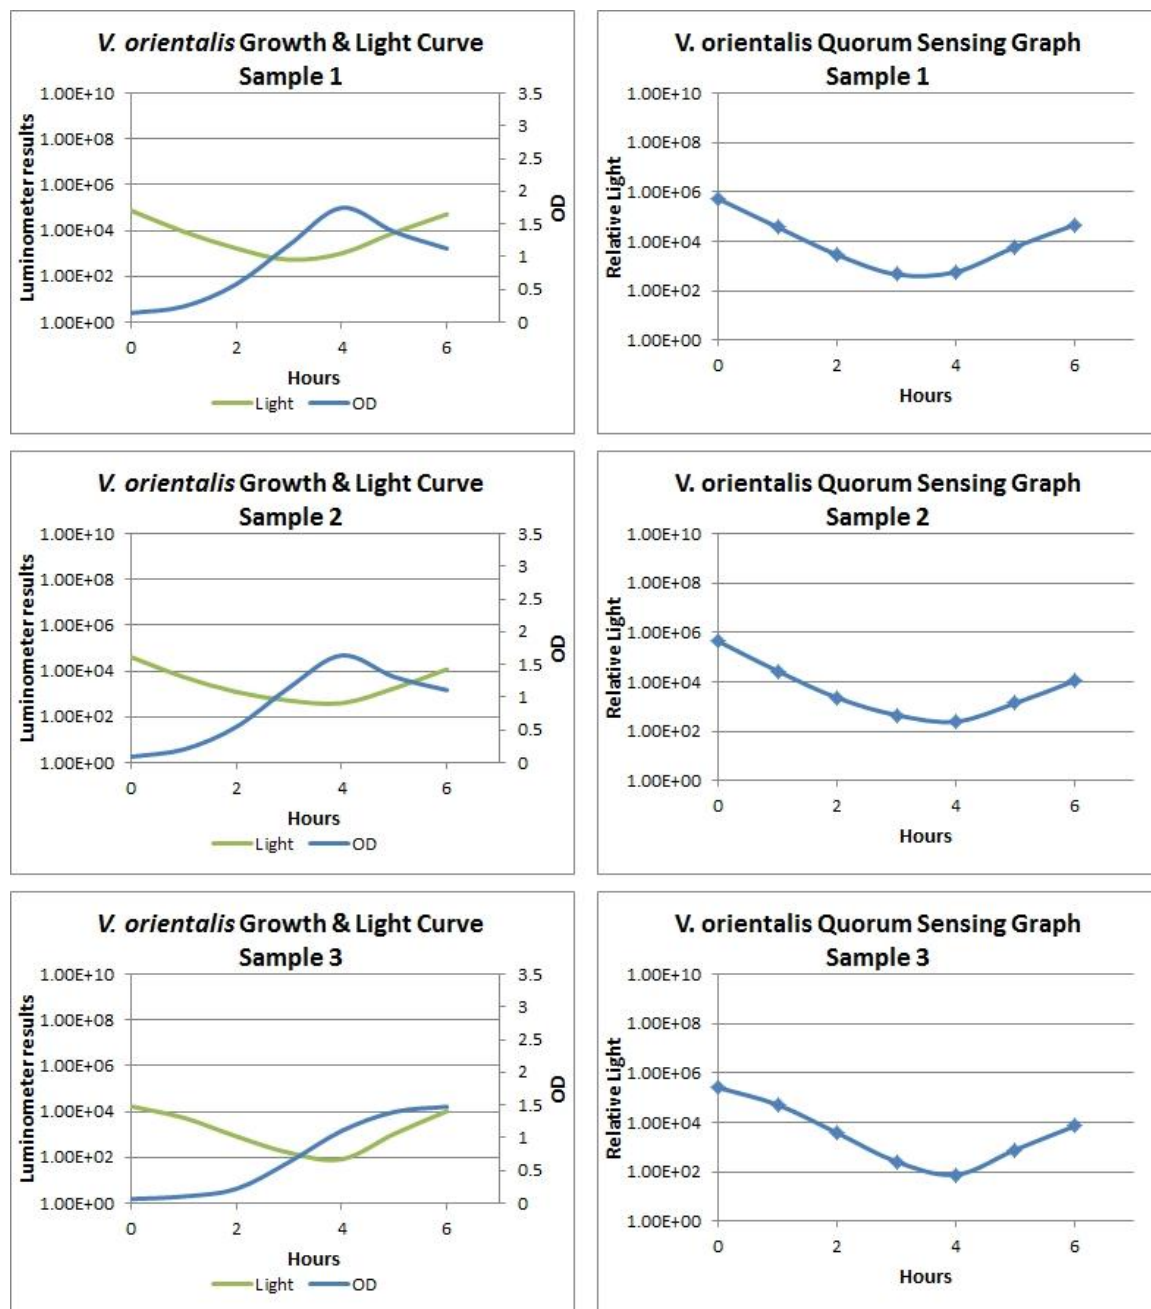 V. orientalis Growth & Light Curve
Sample 1
Luminometer results
1.00E+10
1.00E+08
1.00E+06
1.00E+04
1.00E+02
1.00E+00
3.5
3
2.5
2
1.5
1
0.5
0
OD
0 2 4 6
Hours
Light OD
V. orientalis Quorum Sensing Graph
Sample 1
Relative Light
1.00E+10
1.00E+08
1.00E+06
1.00E+04
1.00E+02
1.00E+00
0 2 4 6
Hours
V. orientalis Growth & Light Curve
Sample 2
Luminometer results
1.00E+10
1.00E+08
1.00E+06
1.00E+04
1.00E+02
1.00E+00
3.5
3
2.5
2
1.5
1
0.5
0
OD
0 2 4 6
Hours
Light OD
V. orientalis Quorum Sensing Graph
Sample 2
Relative Light
1.00E+10
1.00E+08
1.00E+06
1.00E+04
1.00E+02
1.00E+00
0 2 4 6
Hours
V. orientalis Growth & Light Curve
Sample 3
Luminometer results
1.00E+10
1.00E+08
1.00E+06
1.00E+04
1.00E+02
1.00E+00
3.5
3
2.5
2
1.5
1
0.5
0
OD
0 2 4 6
Hours
Light OD
V. orientalis Quorum Sensing Graph
Sample 3
Relative Light
1.00E+10
1.00E+08
1.00E+06
1.00E+04
1.00E+02
1.00E+00
0 2 4 6
Hours